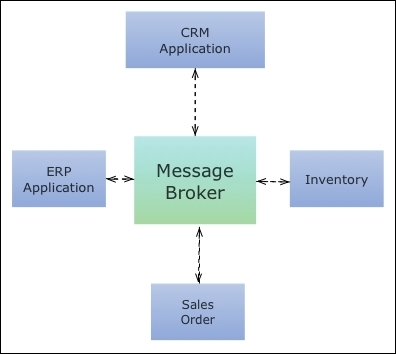 CRM
Application
ERP
Application
Message
Broker
Inventory
Sales
Order